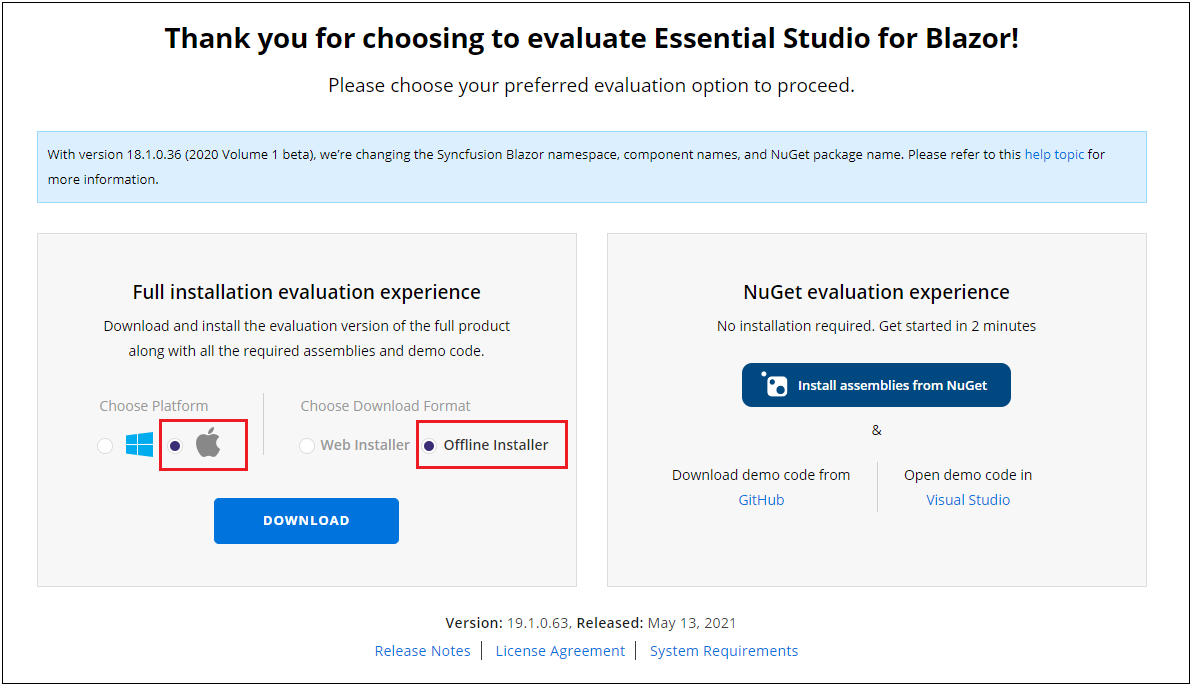 Thank you for choosing to evaluate Essential Studio for Blazor!
Please choose your preferred evaluation option to proceed.
With version 18.1.0.36 (2020 Volume 1 beta), we’re changing the Syncfusion Blazor namespace, component names, and NuGet package name. Please refer to this help topic for
more information.
Full installation evaluation experience
Download and install the evaluation version of the full product
along with all the required assemblies and demo code.
Choose Platform
Choose Download Format
Web Installer
Offline Installer
DOWNLOAD
NuGet evaluation experience
No installation required. Get started in 2 minutes
Install assemblies from NuGet
&
Download demo code from
GitHub
Open demo code in
Visual Studio
Version: 19.1.0.63, Released: May 13, 2021
Release Notes
License Agreement
System Requirements